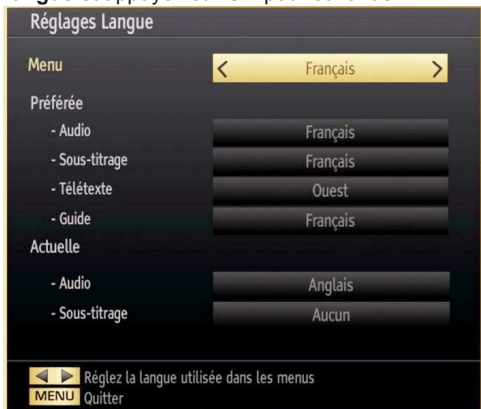 Réglages Langue
Menu Français
Préférée
- Audio Français
- Sous-titrage Français
- Télétexte Ouest
- Guide Français
Actuelle
- Audio Anglais
- Sous-titrage Aucun
Réglez la langue utilisée dans les menus
MENU Quitter